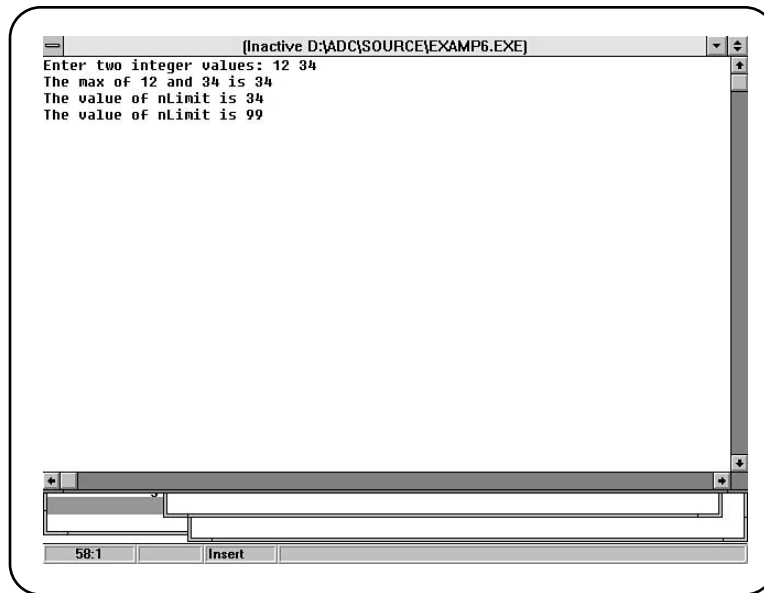 (Inactive D:\ADC\SOURCE\EXAMP6.EXE)
Enter two integer values: 12 34
The max of 12 and 34 is 34
The value of nLimit is 34
The value of nLimit is 99
58:1 Insert